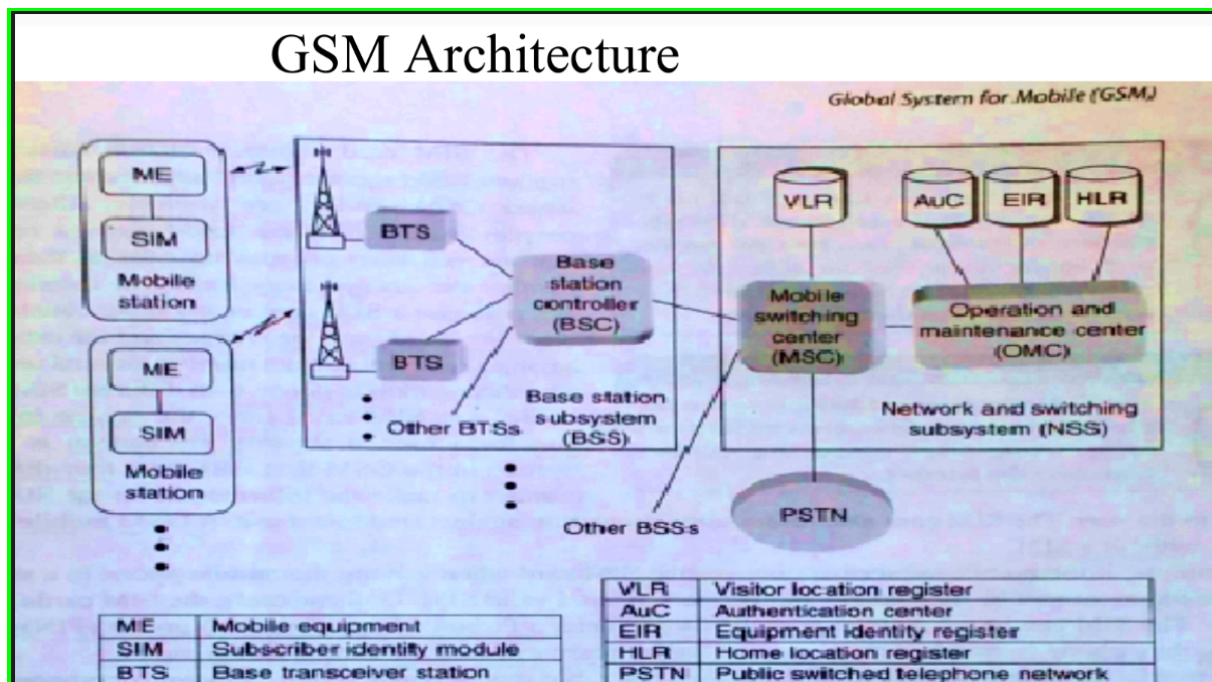 GSM Architecture
Global System for Mobile (GSM)
ME
SIM
Mobile
station
ME
SIM
Mobile
station
BTS
BTS
Other BTSs
Base
station
controller
(BSC)
Base station
subsystem
(BSS)
Other BSSs
VLR
AuC
EIR
HLR
Mobile
switching
center
(MSC)
Operation and
maintenance center
(OMC)
Network and switching
subsystem (NSS)
PSTN
ME Mobile equipment
SIM Subscriber identity module
BTS Base transceiver station
VLR Visitor location register
AuC Authentication center
EIR Equipment identity register
HLR Home location register
PSTN Public switched telephone network